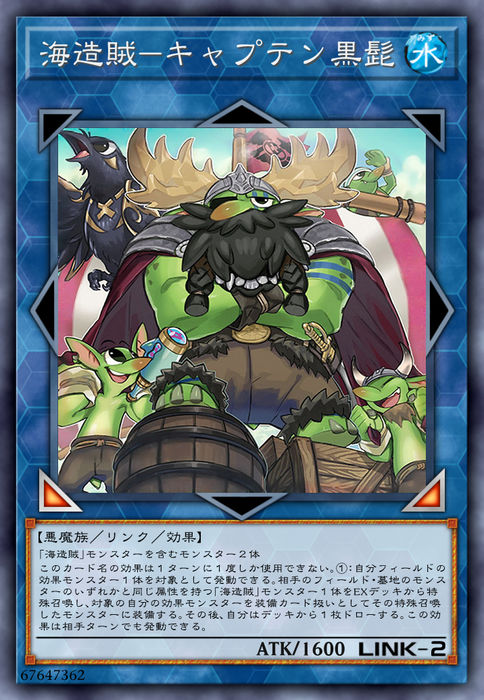 海造賊-キャプテン黒髭
みず
水
【悪魔族/リンク/効果】
「海造賊」モンスターを含むモンスター2体
このカード名の効果は1ターンに1度しか使用できない。①:自分フィールドの
効果モンスター1体を対象として発動できる。相手のフィールド・墓地のモンス
ターのいずれかと同じ属性を持つ「海造賊」モンスター1体をEXデッキから特
殊召喚し、対象の自分の効果モンスターを装備カード扱いとしてその特殊召喚
したモンスターに装備する。その後、自分はデッキから1枚ドローする。この効
果は相手ターンでも発動できる。
ATK/1600 LINK-2
67647362